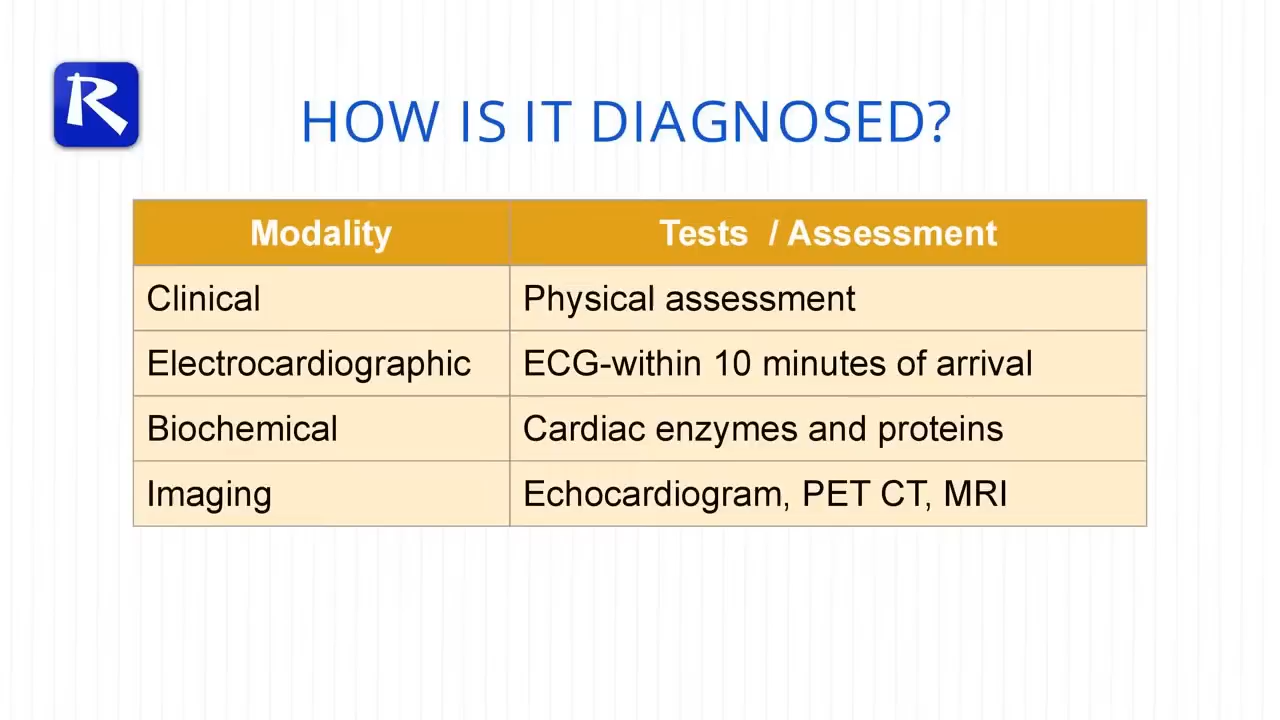 R
HOW IS IT DIAGNOSED?
Modality Tests / Assessment
Clinical Physical assessment
Electrocardiographic ECG-within 10 minutes of arrival
Biochemical Cardiac enzymes and proteins
Imaging Echocardiogram, PET CT, MRI